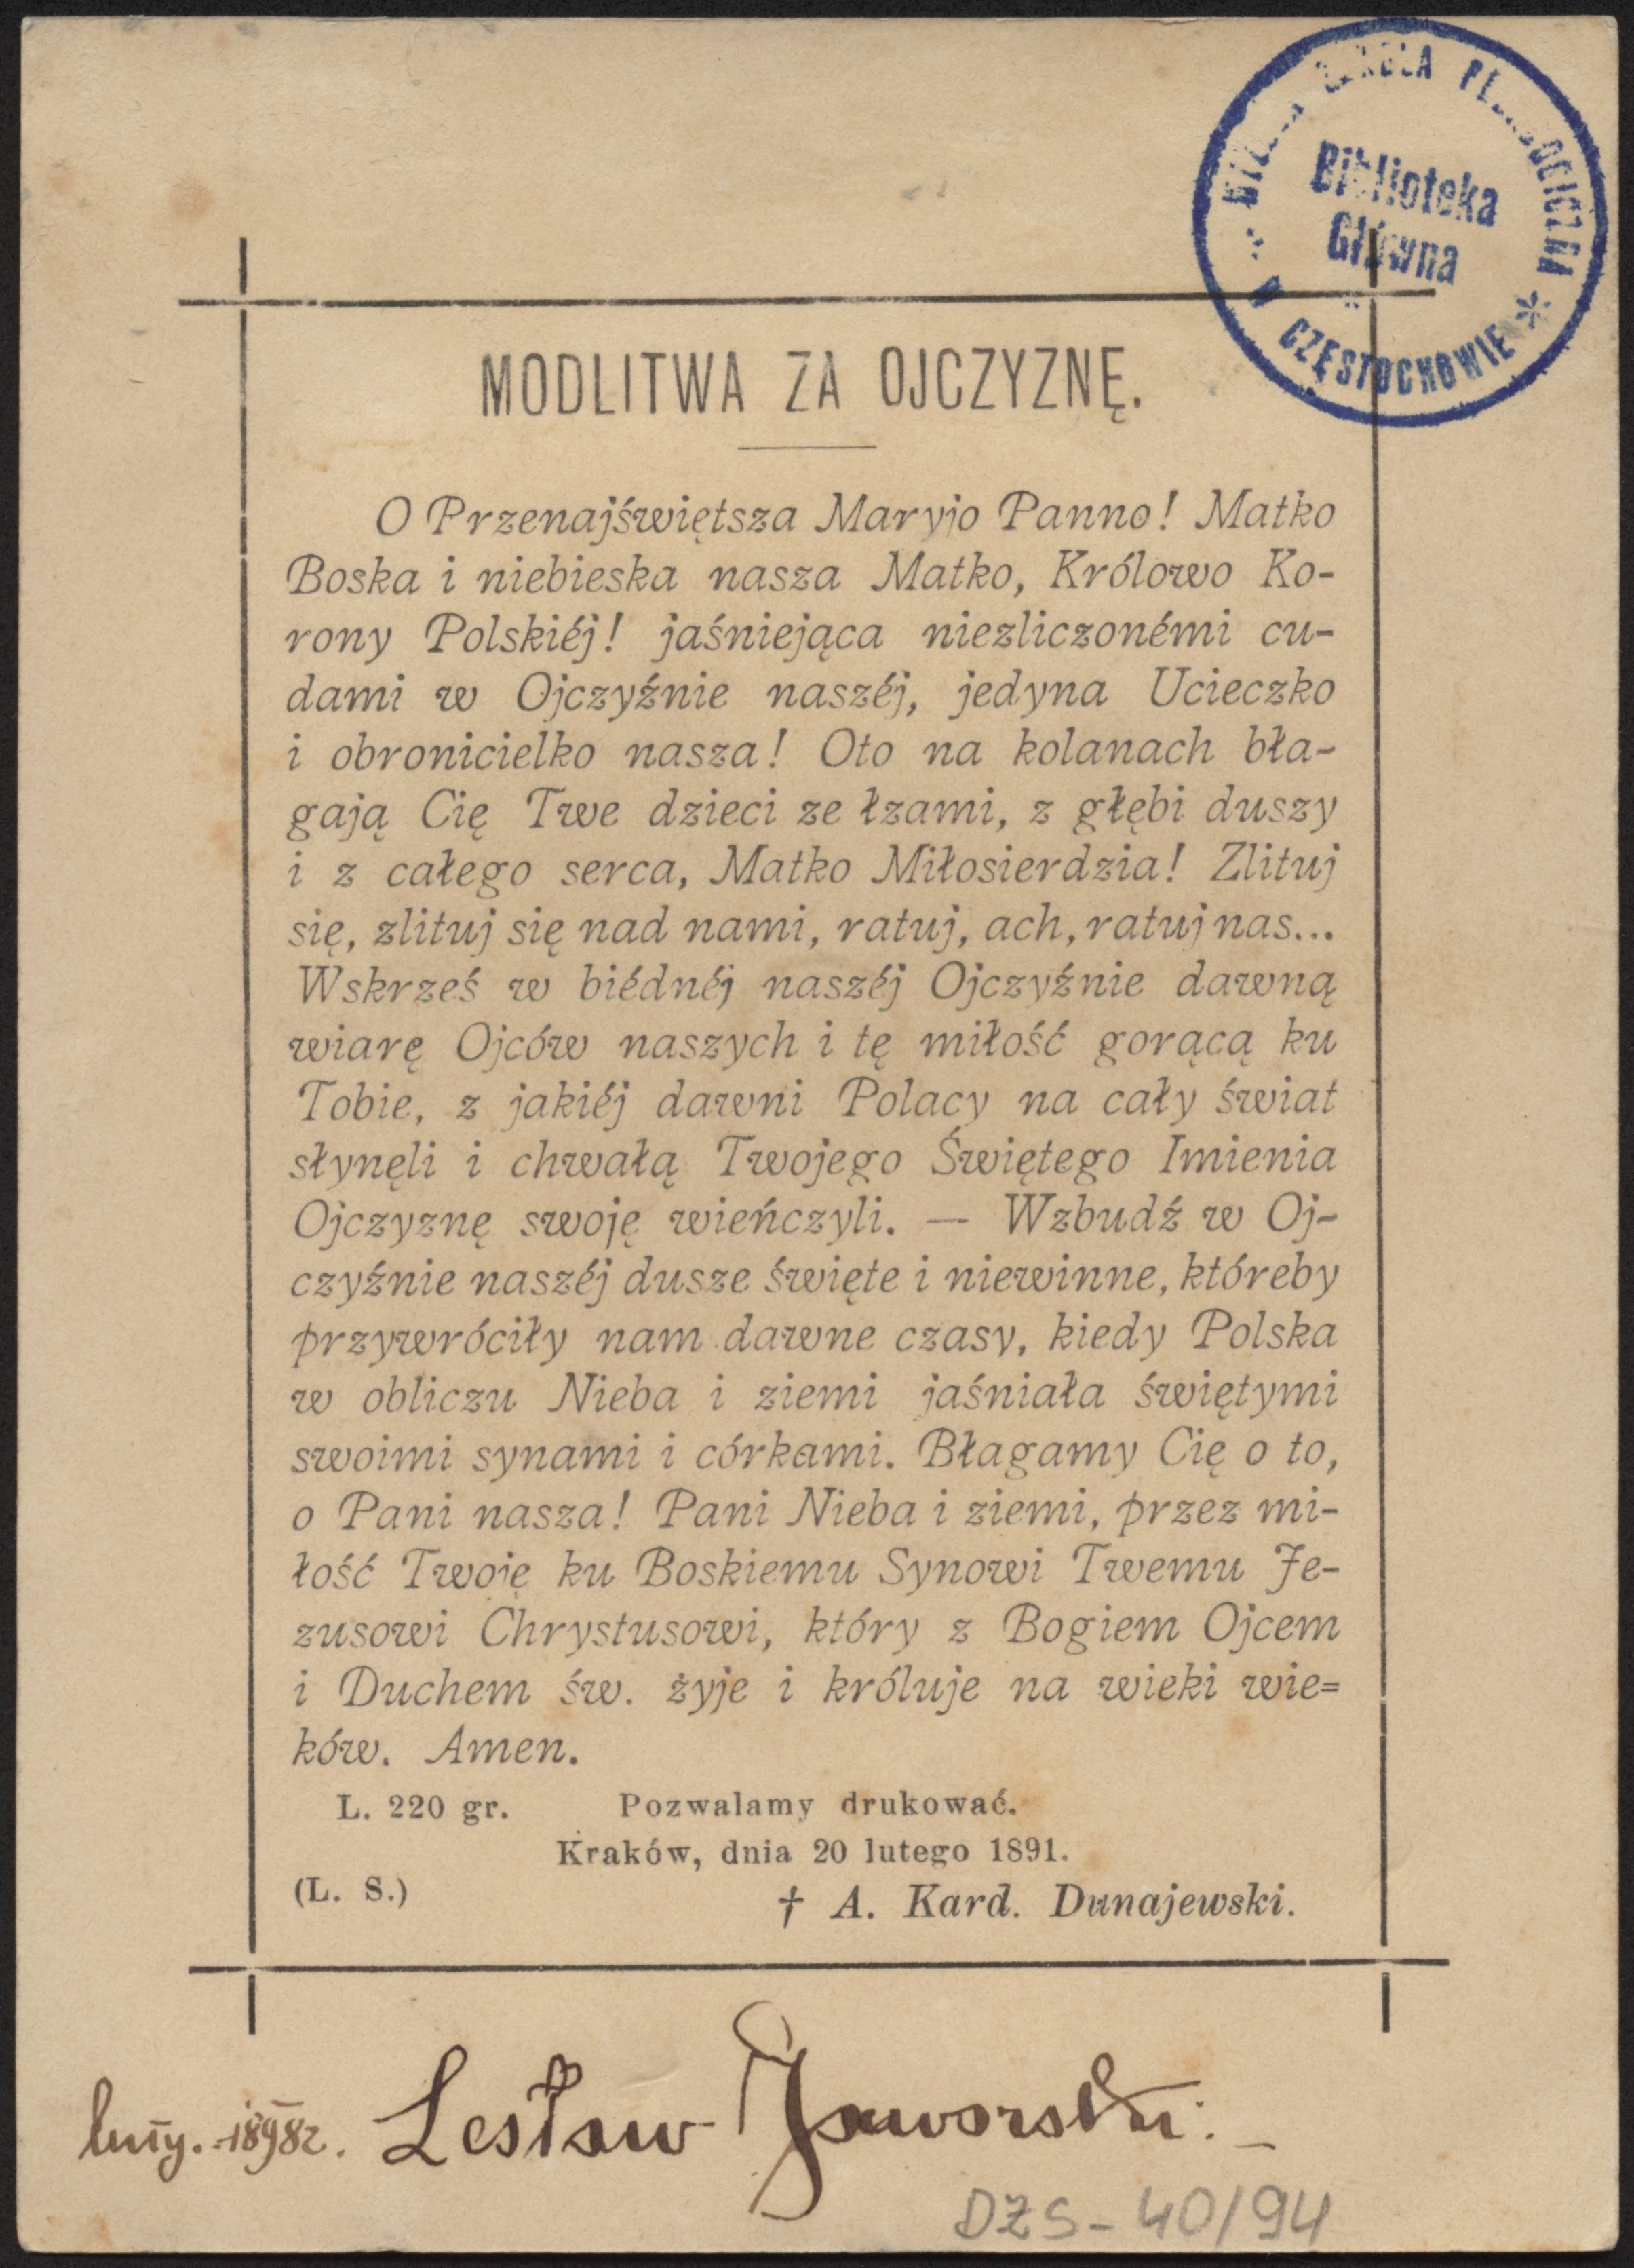 WYŻSZA SZKOŁA PEDAGOGICZNA *
W CZĘSTOCHOWIE
Biblioteka
Główna
MODLITWA ZA OJCZYZNĘ.
O Przenajświętsza Maryjo Panno! Matko
Boska i niebieska nasza Matko, Królowo Ko-
rony Polskiéj! jaśniejąca niezliczonémi cu-
dami w Ojczyźnie naszéj, jedyna Ucieczko
i obronicielko nasza! Oto na kolanach bła-
gają Cię Twe dzieci ze łzami, z głębi duszy
i z całego serca, Matko Miłosierdzia! Zlituj
się, zlituj się nad nami, ratuj, ach, ratuj nas...
Wskrześ w biédnéj naszéj Ojczyźnie dawną
wiarę Ojców naszych i tę miłość gorącą ku
Tobie, z jakiéj dawni Polacy na cały świat
słynęli i chwałą Twojego Świętego Imienia
Ojczyznę swoję wieńczyli. — Wzbudź w Oj-
czyźnie naszéj dusze święte i niewinne, któreby
przywróciły nam dawne czasy, kiedy Polska
w obliczu Nieba i ziemi jaśniała świętymi
swoimi synami i córkami. Błagamy Cię o to,
o Pani nasza! Pani Nieba i ziemi, przez mi-
łość Twoję ku Boskiemu Synowi Twemu Je-
zusowi Chrystusowi, który z Bogiem Ojcem
i Duchem św. żyje i króluje na wieki wie=
ków. Amen.
L. 220 gr. Pozwalamy drukować.
Kraków, dnia 20 lutego 1891.
(L. S.)
† A. Kard. Dunajewski.
luty. 1898 r. Lesław Jaworski.
DŻS-40/94